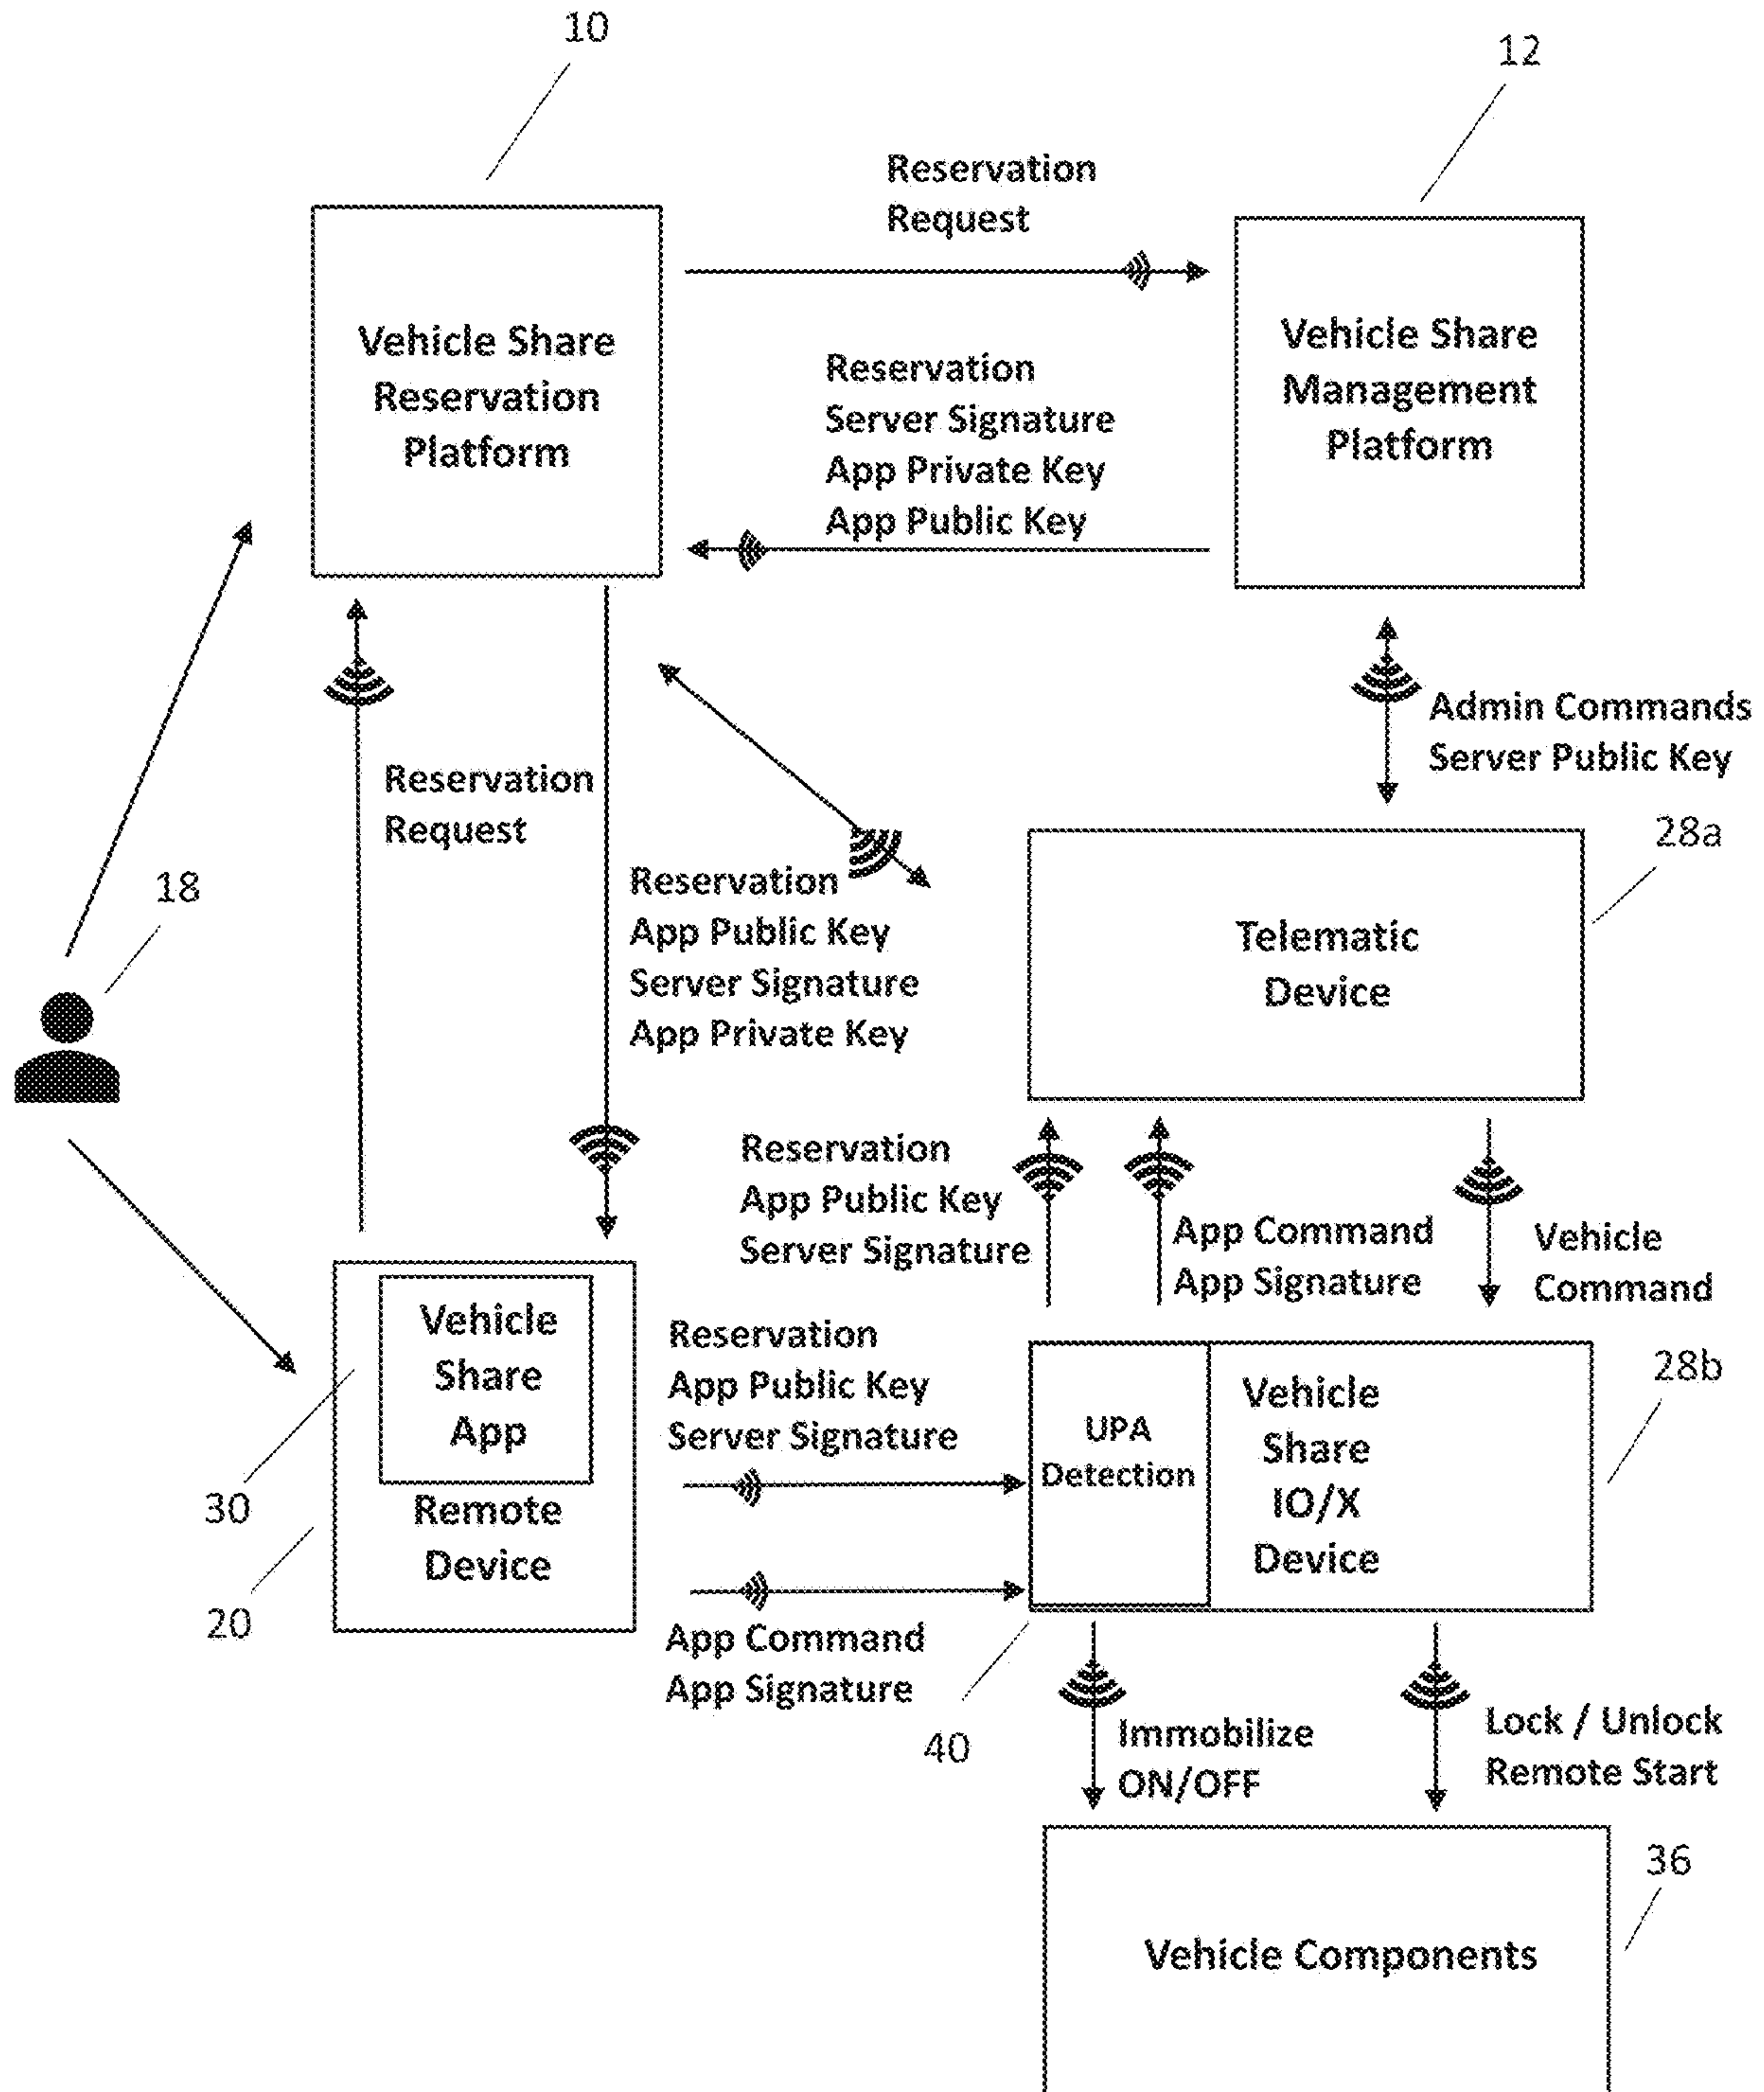 10
12
Reservation
Request
Vehicle Share
Reservation
Platform
Vehicle Share
Management
Platform
Reservation
Server Signature
App Private Key
App Public Key
Admin Commands
Server Public Key
Reservation
Request
28a
18
Reservation
App Public Key
Server Signature
App Private Key
Telematic
Device
Reservation
App Public Key
Server Signature
App Command
App Signature
Vehicle
Command
Vehicle
Share
App
Remote
Device
30
20
Reservation
App Public Key
Server Signature
App Command
App Signature
UPA
Detection
Vehicle
Share
IO/X
Device
28b
40
Immobilize
ON/OFF
Lock / Unlock
Remote Start
36
Vehicle Components